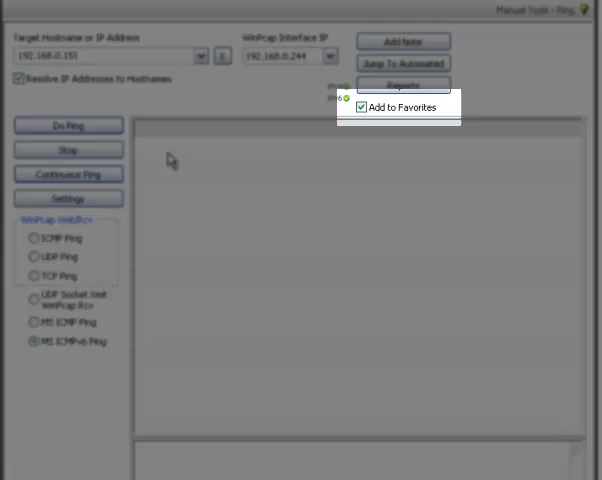 Manual Tools - Ping
Target Hostname or IP Address
WinPcap Interface IP
192.168.0.151
192.168.0.244
Add Note
Jump To Automated
Reports
Resolve IP Addresses to Hostnames
Add to Favorites
Do Ping
Stop
Continuous Ping
Settings
WinPcap Xmit/Rcv
ICMP Ping
UDP Ping
TCP Ping
UDP Socket Xmit
WinPcap Rcv
MS ICMP Ping
MS ICMPv6 Ping